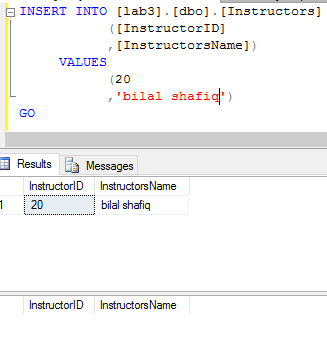 INSERT INTO [lab3].[dbo].[Instructors]
([InstructorID]
,[InstructorsName])
VALUES
(20
,'bilal shafiq')
GO
Results Messages
InstructorID InstructorsName
1 20 bilal shafiq
InstructorID InstructorsName